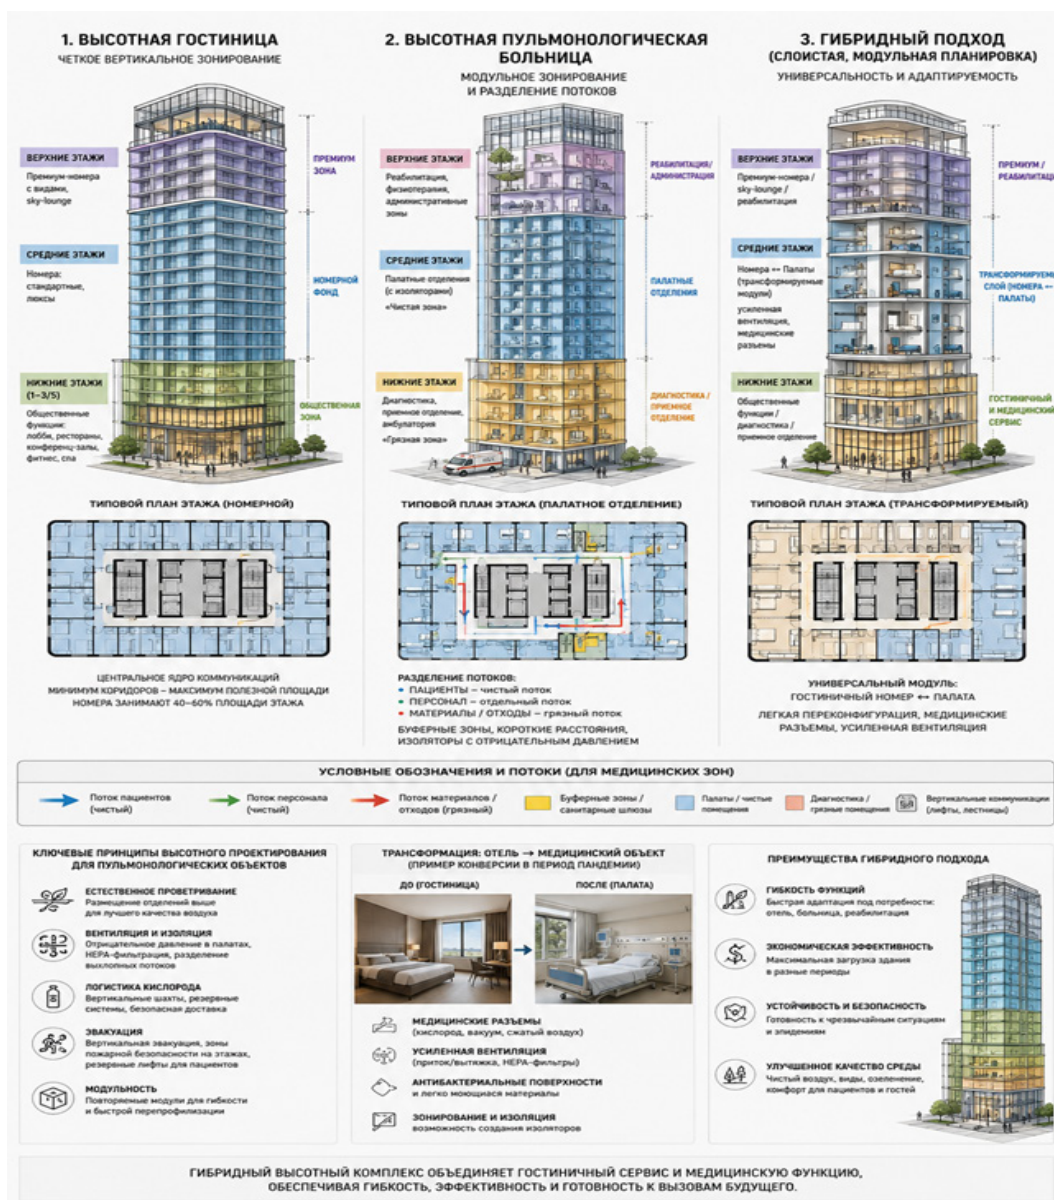 1. ВЫСОТНАЯ ГОСТИНИЦА
ЧЕТКОЕ ВЕРТИКАЛЬНОЕ ЗОНИРОВАНИЕ
ВЕРХНИЕ ЭТАЖИ
Премиум-номера
с видами,
sky-lounge
ПРЕМИУМ
ЗОНА
СРЕДНИЕ ЭТАЖИ
Номера:
стандартные,
люксы
НОМЕРНОЙ
ФОНД
НИЖНИЕ ЭТАЖИ
(1–3/5)
Общественные
функции:
лобби, рестораны,
конференц-залы,
фитнес, спа
ОБЩЕСТВЕННАЯ
ЗОНА
ТИПОВОЙ ПЛАН ЭТАЖА (НОМЕРНОЙ)
ЦЕНТРАЛЬНОЕ ЯДРО КОММУНИКАЦИЙ
МИНИМУМ КОРИДОРОВ – МАКСИМУМ ПОЛЕЗНОЙ ПЛОЩАДИ
НОМЕРА ЗАНИМАЮТ 40–60% ПЛОЩАДИ ЭТАЖА
2. ВЫСОТНАЯ ПУЛЬМОНОЛОГИЧЕСКАЯ
БОЛЬНИЦА
МОДУЛЬНОЕ ЗОНИРОВАНИЕ
И РАЗДЕЛЕНИЕ ПОТОКОВ
ВЕРХНИЕ ЭТАЖИ
Реабилитация,
физиотерапия,
административные
зоны
РЕАБИЛИТАЦИЯ/
АДМИНИСТРАЦИЯ
СРЕДНИЕ ЭТАЖИ
Палатные отделения
(с изоляторами)
«Чистая зона»
ПАЛАТНЫЕ
ОТДЕЛЕНИЯ
НИЖНИЕ ЭТАЖИ
Диагностика,
приемное отделение,
амбулатория
«Грязная зона»
ДИАГНОСТИКА /
ПРИЕМНОЕ
ОТДЕЛЕНИЕ
ТИПОВОЙ ПЛАН ЭТАЖА (ПАЛАТНОЕ ОТДЕЛЕНИЕ)
РАЗДЕЛЕНИЕ ПОТОКОВ:
• ПАЦИЕНТЫ – чистый поток
• ПЕРСОНАЛ – отдельный поток
• МАТЕРИАЛЫ / ОТХОДЫ – грязный поток
БУФЕРНЫЕ ЗОНЫ, КОРОТКИЕ РАССТОЯНИЯ,
ИЗОЛЯТОРЫ С ОТРИЦАТЕЛЬНЫМ ДАВЛЕНИЕМ
3. ГИБРИДНЫЙ ПОДХОД
(СЛОИСТАЯ, МОДУЛЬНАЯ ПЛАНИРОВКА)
УНИВЕРСАЛЬНОСТЬ И АДАПТИРУЕМОСТЬ
ВЕРХНИЕ ЭТАЖИ
Премиум-номера /
sky-lounge /
реабилитация
ПРЕМИУМ /
РЕАБИЛИТАЦ
СРЕДНИЕ ЭТАЖИ
Номера ↔ Палаты
(трансформируемые
модули)
усиленная
вентиляция,
медицинские
разъемы
ТРАНСФОРМИРУЕМ
СЛОЙ (НОМЕРА ↔
ПАЛАТЫ)
НИЖНИЕ ЭТАЖИ
Общественные
функции /
диагностика /
приемное отделение
ГОСТИНИЧНЫЙ
И МЕДИЦИНСКИЙ
СЕРВИС
ТИПОВОЙ ПЛАН ЭТАЖА (ТРАНСФОРМИРУЕМЫЙ)
УНИВЕРСАЛЬНЫЙ МОДУЛЬ:
ГОСТИНИЧНЫЙ НОМЕР ↔ ПАЛАТА
ЛЕГКАЯ ПЕРЕКОНФИГУРАЦИЯ, МЕДИЦИНСКИЕ
РАЗЪЕМЫ, УСИЛЕННАЯ ВЕНТИЛЯЦИЯ
УСЛОВНЫЕ ОБОЗНАЧЕНИЯ И ПОТОКИ (ДЛЯ МЕДИЦИНСКИХ ЗОН)
Поток пациентов
(чистый)
Поток персонала
(чистый)
Поток материалов /
отходов (грязный)
Буферные зоны /
санитарные шлюзы
Палаты / чистые
помещения
Диагностика /
грязные помещения
Вертикальные коммуникации
(лифты, лестницы)
КЛЮЧЕВЫЕ ПРИНЦИПЫ ВЫСОТНОГО ПРОЕКТИРОВАНИЯ
ДЛЯ ПУЛЬМОНОЛОГИЧЕСКИХ ОБЪЕКТОВ
ЕСТЕСТВЕННОЕ ПРОВЕТРИВАНИЕ
Размещение отделений выше
для лучшего качества воздуха
ВЕНТИЛЯЦИЯ И ИЗОЛЯЦИЯ
Отрицательное давление в палатах,
HEPA-фильтрация, разделение
выхлопных потоков
ЛОГИСТИКА КИСЛОРОДА
Вертикальные шахты, резервные
системы, безопасная доставка
ЭВАКУАЦИЯ
Вертикальная эвакуация, зоны
пожарной безопасности на этажах,
резервные лифты для пациентов
МОДУЛЬНОСТЬ
Повторяемые модули для гибкости
и быстрой перепрофилизации
ТРАНСФОРМАЦИЯ: ОТЕЛЬ → МЕДИЦИНСКИЙ ОБЪЕКТ
(ПРИМЕР КОНВЕРСИИ В ПЕРИОД ПАНДЕМИИ)
ДО (ГОСТИНИЦА)
ПОСЛЕ (ПАЛАТА)
МЕДИЦИНСКИЕ РАЗЪЕМЫ
(кислород, вакуум, сжатый воздух)
УСИЛЕННАЯ ВЕНТИЛЯЦИЯ
(приток/вытяжка, HEPA-фильтры)
АНТИБАКТЕРИАЛЬНЫЕ ПОВЕРХНОСТИ
и легко моющиеся материалы
ЗОНИРОВАНИЕ И ИЗОЛЯЦИЯ
возможность создания изоляторов
ПРЕИМУЩЕСТВА ГИБРИДНОГО ПОДХОДА
ГИБКОСТЬ ФУНКЦИЙ
Быстрая адаптация под потребности:
отель, больница, реабилитация
ЭКОНОМИЧЕСКАЯ ЭФФЕКТИВНОСТЬ
Максимальная загрузка здания
в разные периоды
УСТОЙЧИВОСТЬ И БЕЗОПАСНОСТЬ
Готовность к чрезвычайным ситуациям
и эпидемиям
УЛУЧШЕННОЕ КАЧЕСТВО СРЕДЫ
Чистый воздух, виды, озеленение,
комфорт для пациентов и гостей
ГИБРИДНЫЙ ВЫСОТНЫЙ КОМПЛЕКС ОБЪЕДИНЯЕТ ГОСТИНИЧНЫЙ СЕРВИС И МЕДИЦИНСКУЮ ФУНКЦИЮ,
ОБЕСПЕЧИВАЯ ГИБКОСТЬ, ЭФФЕКТИВНОСТЬ И ГОТОВНОСТЬ К ВЫЗОВАМ БУДУЩЕГО.